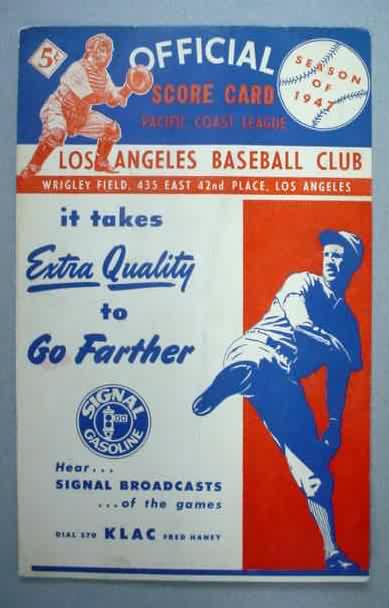 5¢
OFFICIAL
SCORE CARD
PACIFIC COAST LEAGUE
SEASON
OF
1947
LOS ANGELES BASEBALL CLUB
WRIGLEY FIELD, 435 EAST 42nd PLACE, LOS ANGELES
it takes
Extra Quality
to
Go Farther
SIGNAL
GASOLINE
Hear...
SIGNAL BROADCASTS
...of the games
DIAL 570 KLAC FRED HANEY